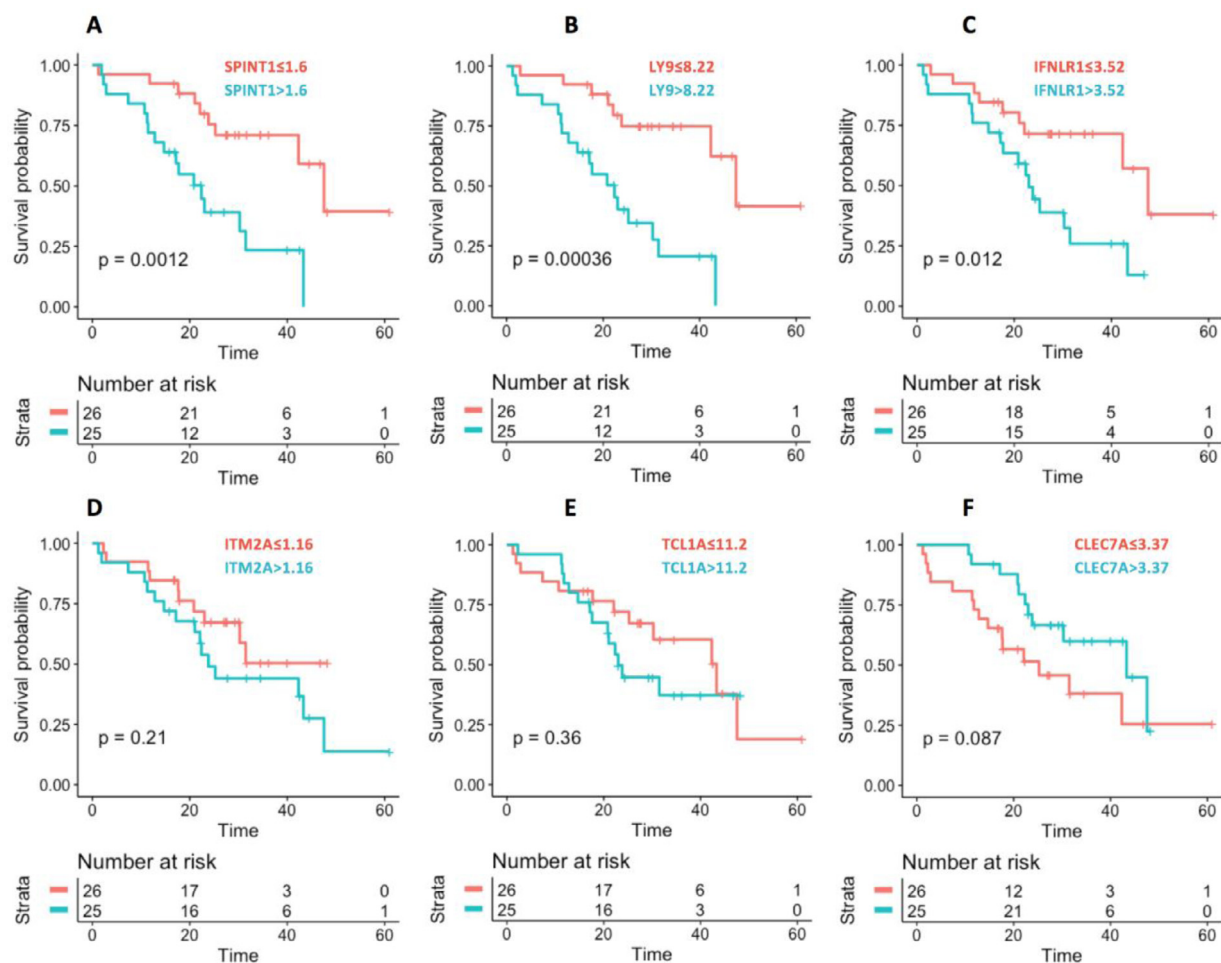 A
SPINT1≤1.6
SPINT1>1.6
Survival probability
1.00
0.75
0.50
0.25
0.00
p = 0.0012
0 20 40 60
Time
Number at risk
Strata
26 21 6 1
25 12 3 0
0 20 40 60
Time
B
LY9≤8.22
LY9>8.22
Survival probability
1.00
0.75
0.50
0.25
0.00
p = 0.00036
0 20 40 60
Time
Number at risk
Strata
26 21 6 1
25 12 3 0
0 20 40 60
Time
C
IFNLR1≤3.52
IFNLR1>3.52
Survival probability
1.00
0.75
0.50
0.25
0.00
p = 0.012
0 20 40 60
Time
Number at risk
Strata
26 18 5 1
25 15 4 0
0 20 40 60
Time
D
ITM2A≤1.16
ITM2A>1.16
Survival probability
1.00
0.75
0.50
0.25
0.00
p = 0.21
0 20 40 60
Time
Number at risk
Strata
26 17 3 0
25 16 6 1
0 20 40 60
Time
E
TCL1A≤11.2
TCL1A>11.2
Survival probability
1.00
0.75
0.50
0.25
0.00
p = 0.36
0 20 40 60
Time
Number at risk
Strata
26 17 6 1
25 16 3 0
0 20 40 60
Time
F
CLEC7A≤3.37
CLEC7A>3.37
Survival probability
1.00
0.75
0.50
0.25
0.00
p = 0.087
0 20 40 60
Time
Number at risk
Strata
26 12 3 1
25 21 6 0
0 20 40 60
Time